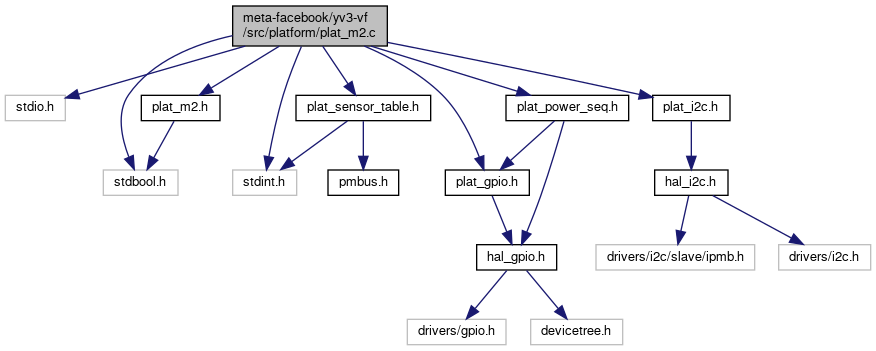 meta-facebook/yv3-vf
/src/platform/plat_m2.c
stdio.h
plat_m2.h
plat_sensor_table.h
plat_power_seq.h
plat_i2c.h
stdbool.h
stdint.h
pmbus.h
plat_gpio.h
hal_i2c.h
hal_gpio.h
drivers/i2c/slave/ipmb.h
drivers/i2c.h
drivers/gpio.h
devicetree.h